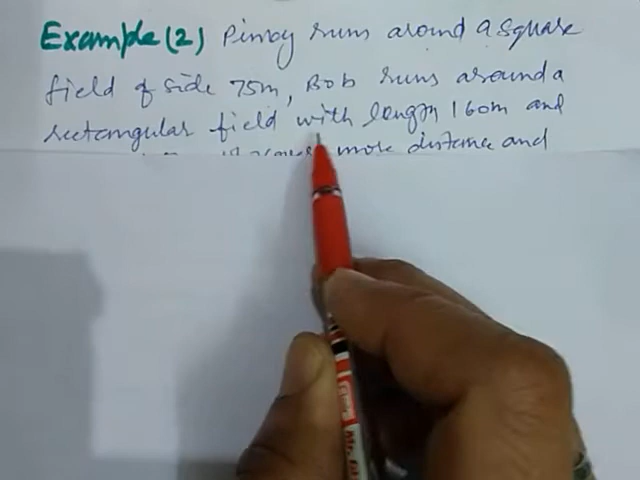 Example (2) Pinky runs around a square
field of side 75m, Bob runs around a
rectangular field with length 160m and
more distance and